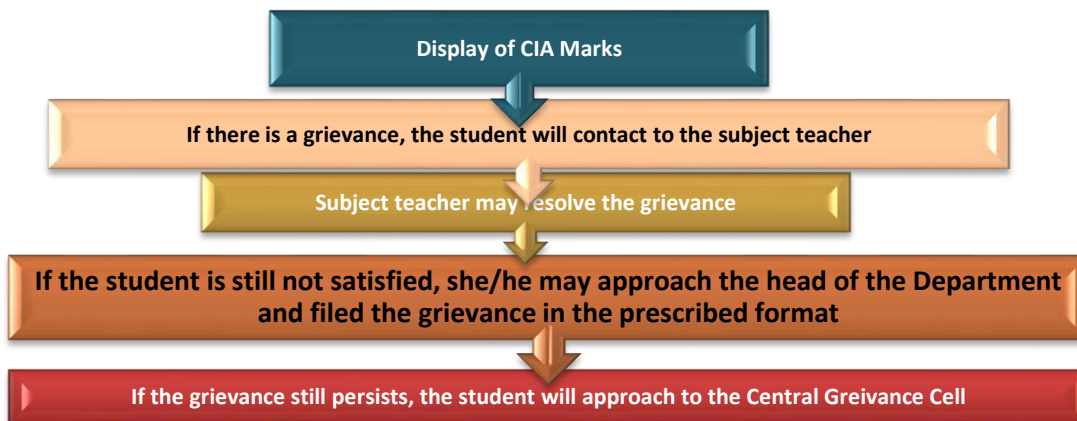 Display of CIA Marks
If there is a grievance, the student will contact to the subject teacher
Subject teacher may resolve the grievance
If the student is still not satisfied, she/he may approach the head of the Department
and filed the grievance in the prescribed format
If the grievance still persists, the student will approach to the Central Greivance Cell